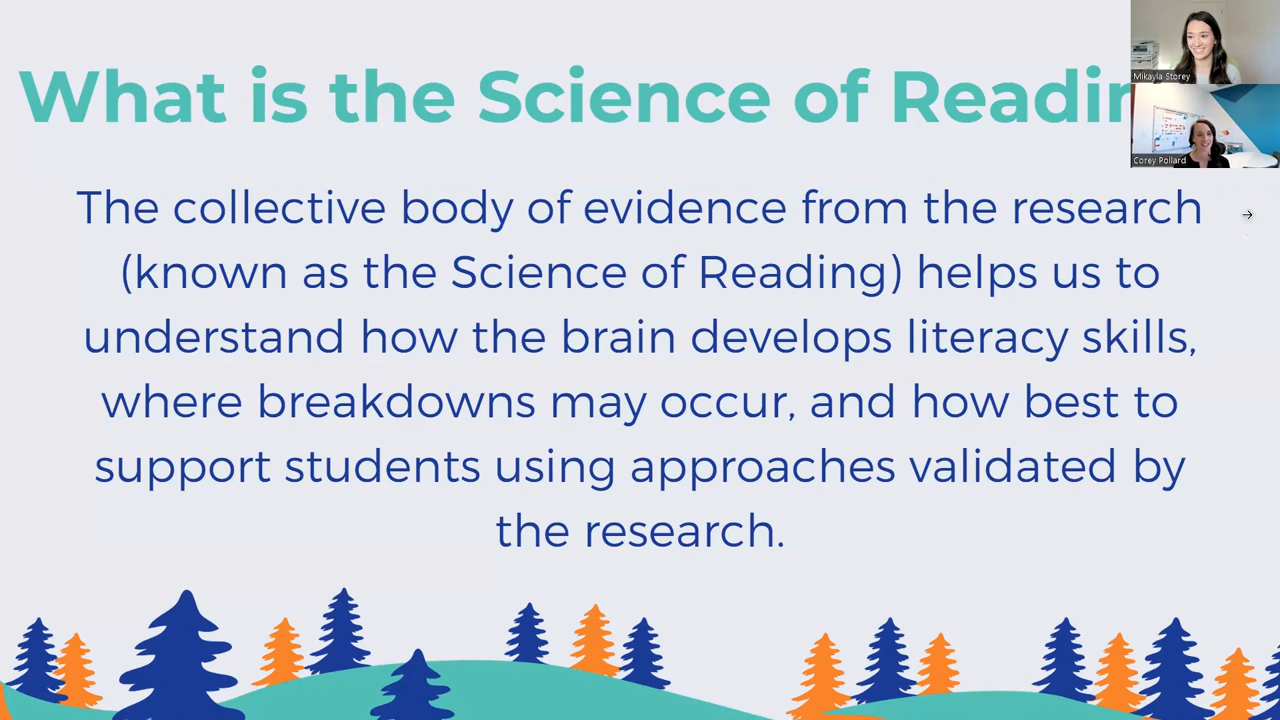 What is the Science of Readin
Mikayla Storey
Corey Pollard
The collective body of evidence from the research
(known as the Science of Reading) helps us to
understand how the brain develops literacy skills,
where breakdowns may occur, and how best to
support students using approaches validated by
the research.